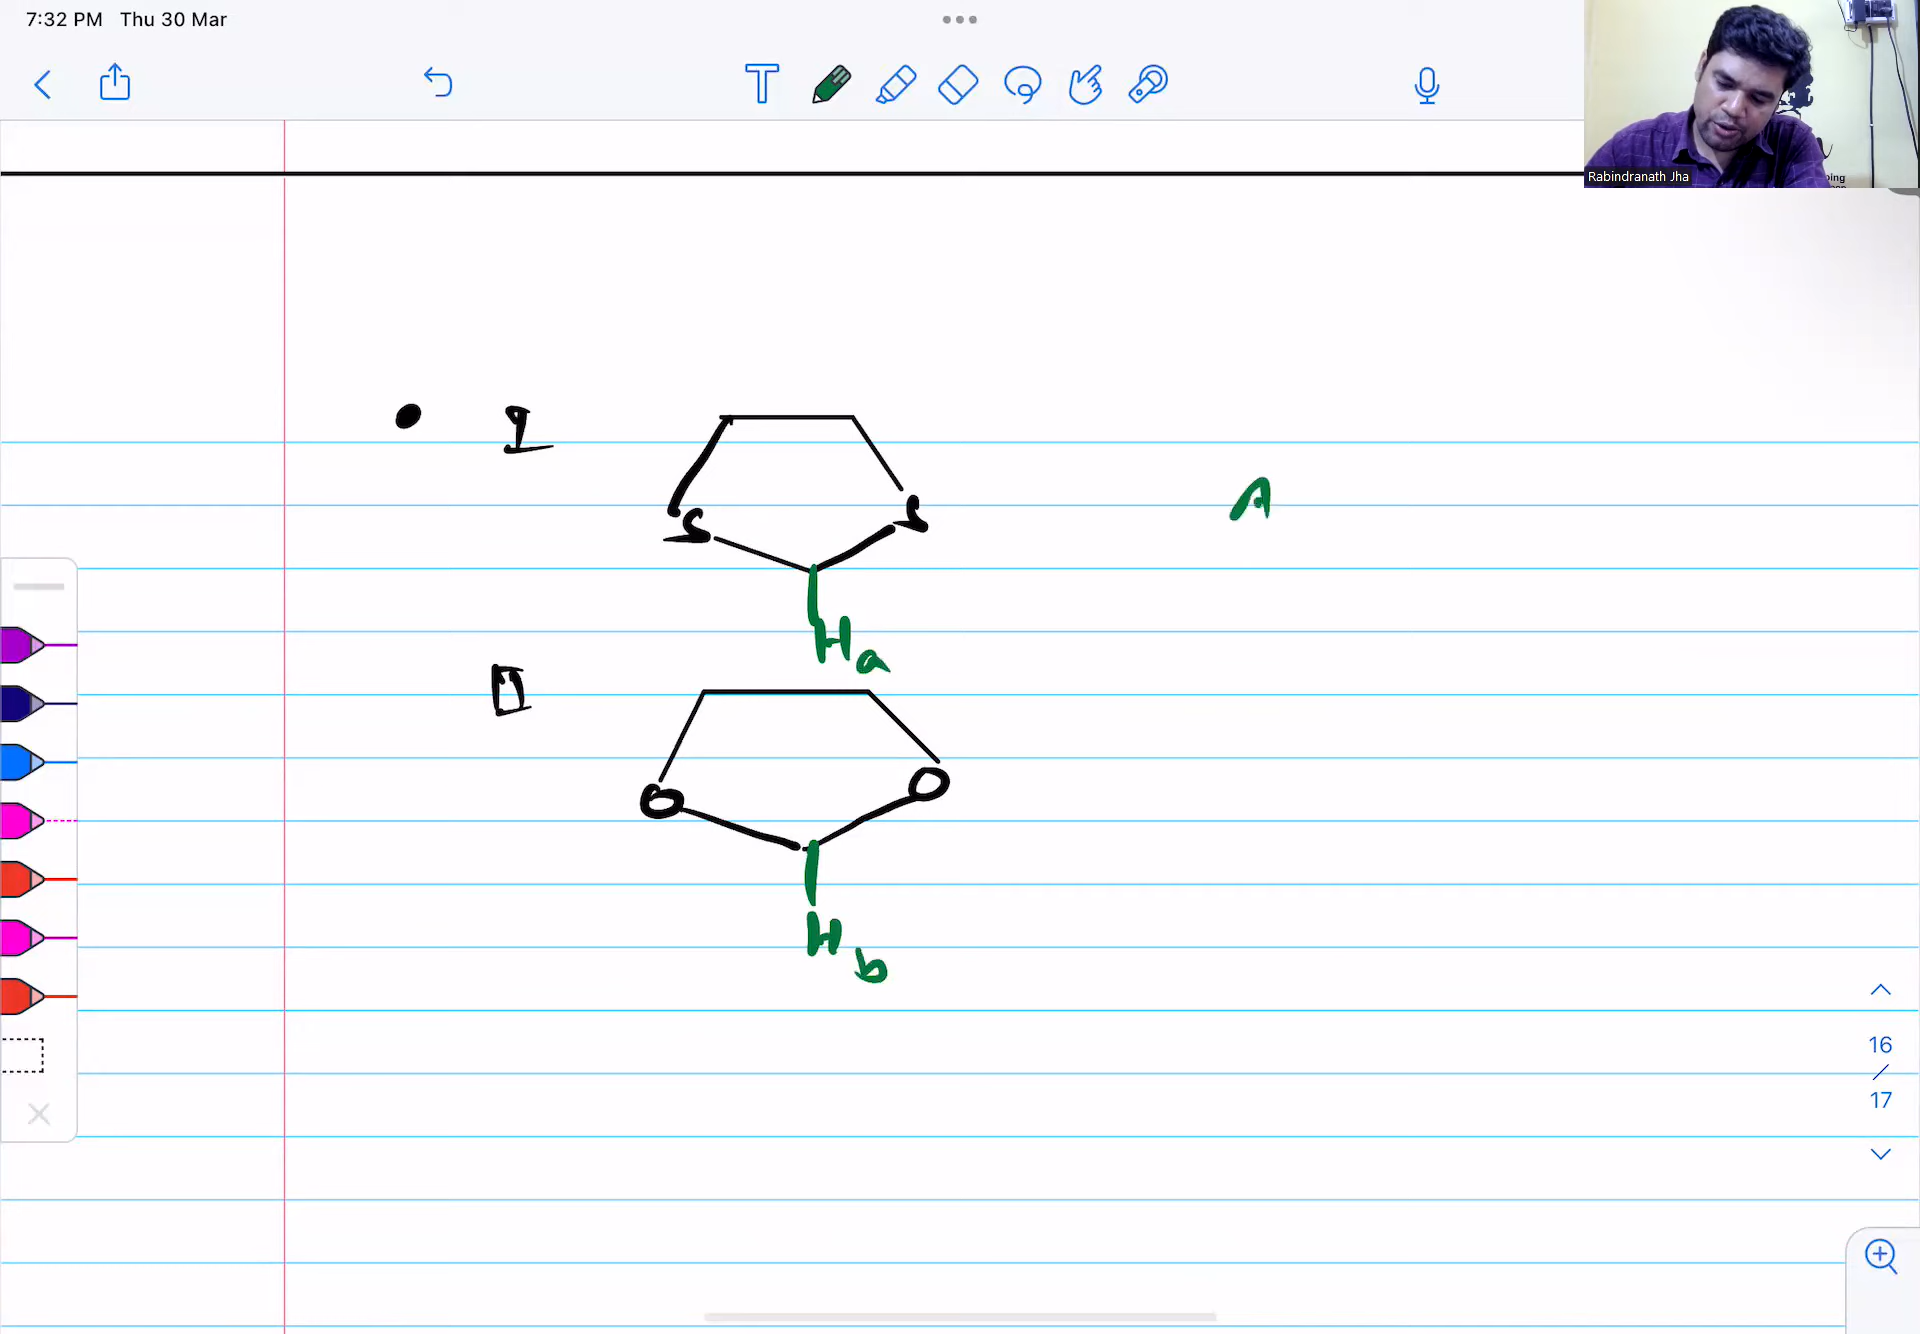 7:32 PM Thu 30 Mar
Rabindranath Jha
I
S
S
A
Ha
II
O
O
Hb
16
/
17